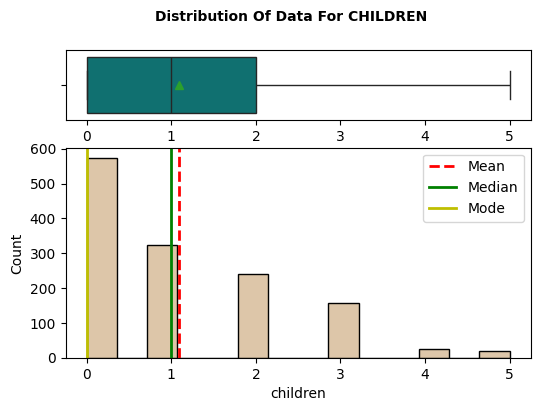 Distribution Of Data For CHILDREN
0 1 2 3 4 5
600
500
400
300
200
100
0
Count
Mean
Median
Mode
0 1 2 3 4 5
children